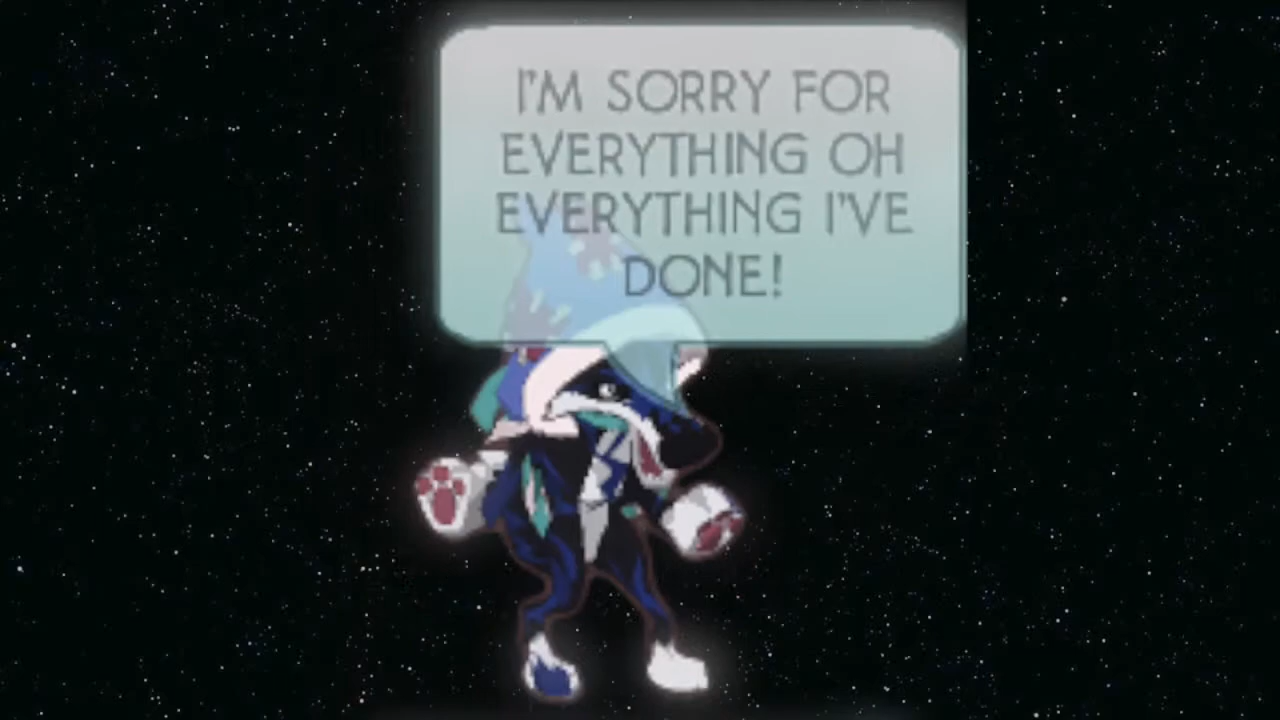 I'M SORRY FOR
EVERYTHING OH
EVERYTHING I'VE
DONE!